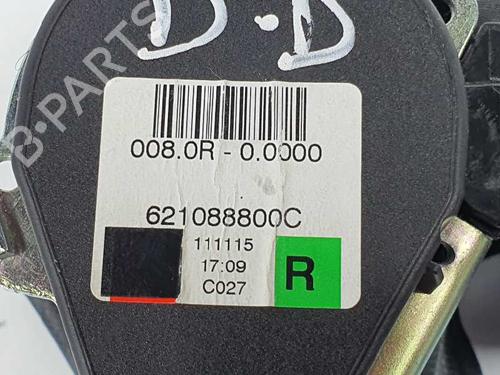 D.D
008.0R - 0.0000
621088800C
111115
17:09
C027
R
B-PARTS